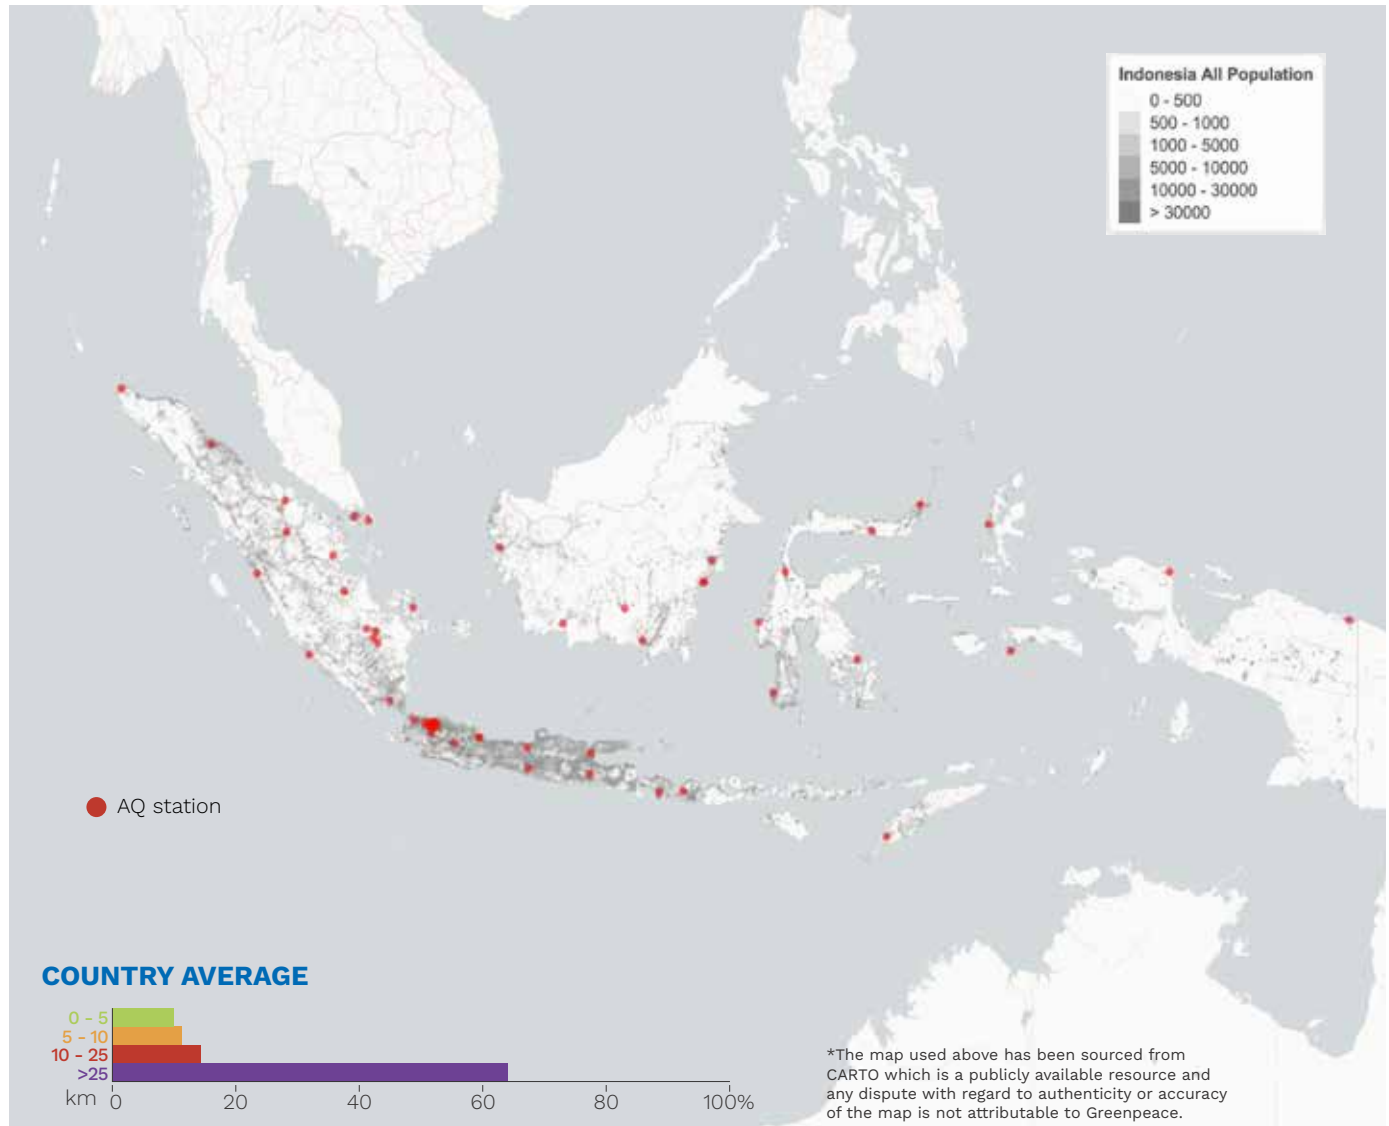 Indonesia All Population
0 - 500
500 - 1000
1000 - 5000
5000 - 10000
10000 - 30000
> 30000
AQ station
COUNTRY AVERAGE
0 - 5
5 - 10
10 - 25
>25
km 0 20 40 60 80 100%
*The map used above has been sourced from
CARTO which is a publicly available resource and
any dispute with regard to authenticity or accuracy
of the map is not attributable to Greenpeace.